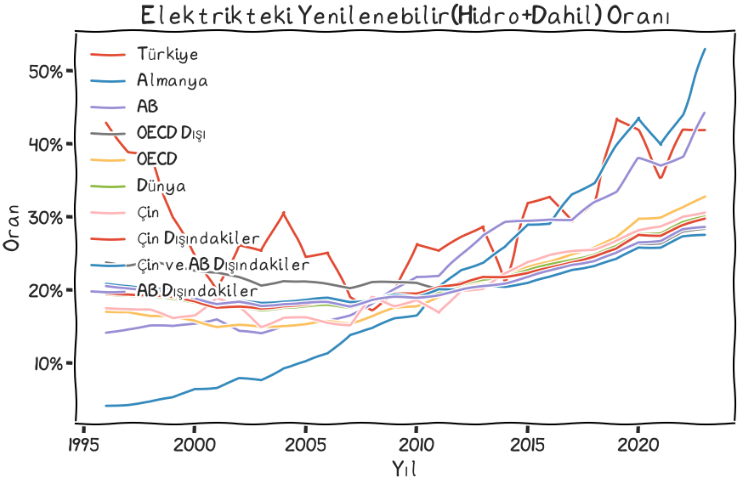 Elektrikteki Yenilenebilir(Hidro+Dahil) Oranı
Türkiye
Almanya
AB
OECD Dışı
OECD
Dünya
Çin
Çin Dışındakiler
Çin ve AB Dışındakiler
AB Dışındakiler
50%
40%
30%
20%
10%
Oran
1995 2000 2005 2010 2015 2020
Yıl